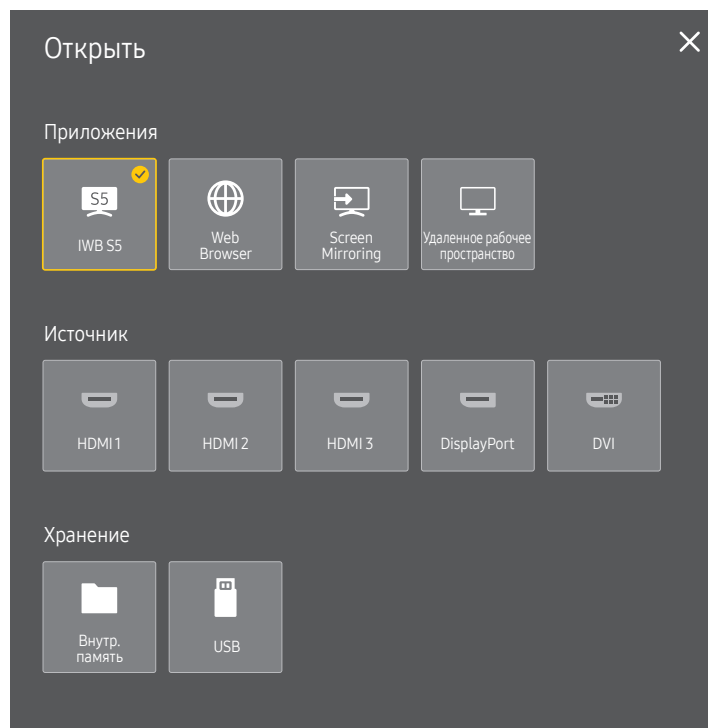 Открыть
Приложения
S5
IWB S5
Web
Browser
Screen
Mirroring
Удаленное рабочее
пространство
Источник
HDMI 1
HDMI 2
HDMI 3
DisplayPort
DVI
Хранение
Внутр.
память
USB